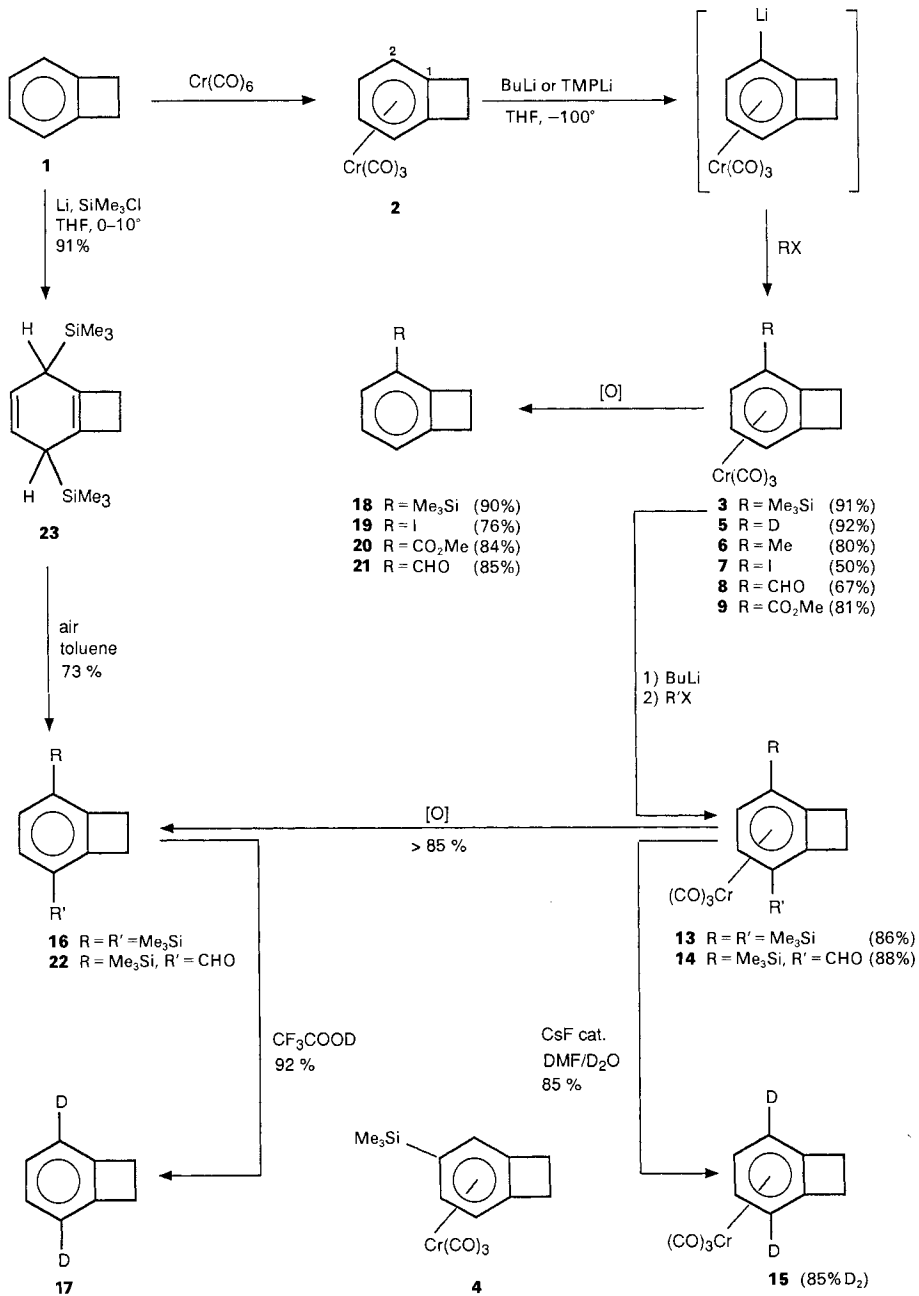 Cr(CO)₆
2
1
BuLi or TMPLi
THF, −100°
Li
Cr(CO)₃
Cr(CO)₃
1
2
Li, SiMe₃Cl
THF, 0–10°
91%
RX
H
SiMe₃
H
SiMe₃
23
R
[O]
R
Cr(CO)₃
18 R = Me₃Si (90%)
19 R = I (76%)
20 R = CO₂Me (84%)
21 R = CHO (85%)
3 R = Me₃Si (91%)
5 R = D (92%)
6 R = Me (80%)
7 R = I (50%)
8 R = CHO (67%)
9 R = CO₂Me (81%)
air
toluene
73 %
1) BuLi
2) R'X
R
R'
[O]
> 85 %
R
(CO)₃Cr
R'
16 R = R' = Me₃Si
22 R = Me₃Si, R' = CHO
13 R = R' = Me₃Si (86%)
14 R = Me₃Si, R' = CHO (88%)
CF₃COOD
92 %
CsF cat.
DMF/D₂O
85 %
D
D
17
Me₃Si
Cr(CO)₃
4
D
(CO)₃Cr
D
15 (85% D₂)